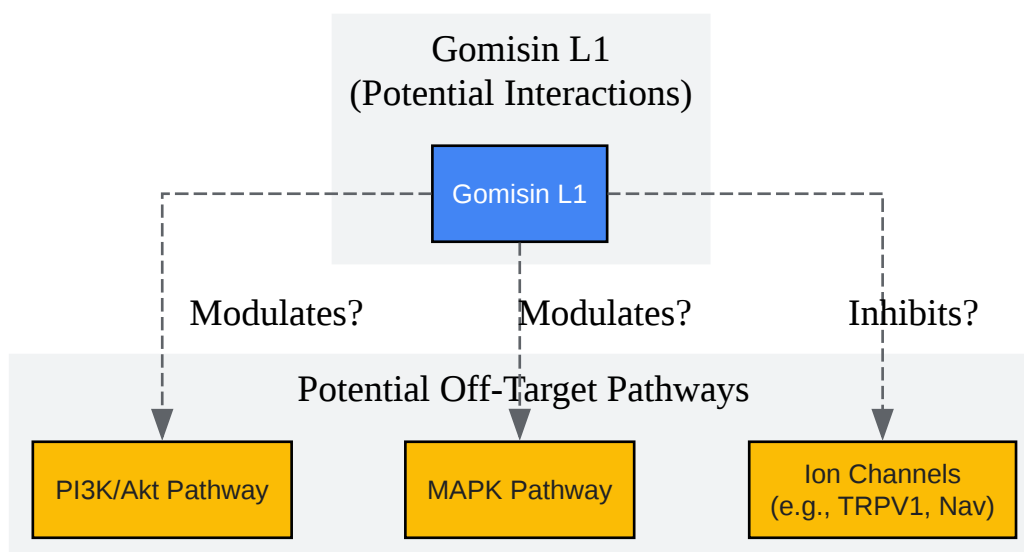 Gomisin L1
(Potential Interactions)
Gomisin L1
Modulates?
Modulates?
Inhibits?
Potential Off-Target Pathways
PI3K/Akt Pathway
MAPK Pathway
Ion Channels
(e.g., TRPV1, Nav)